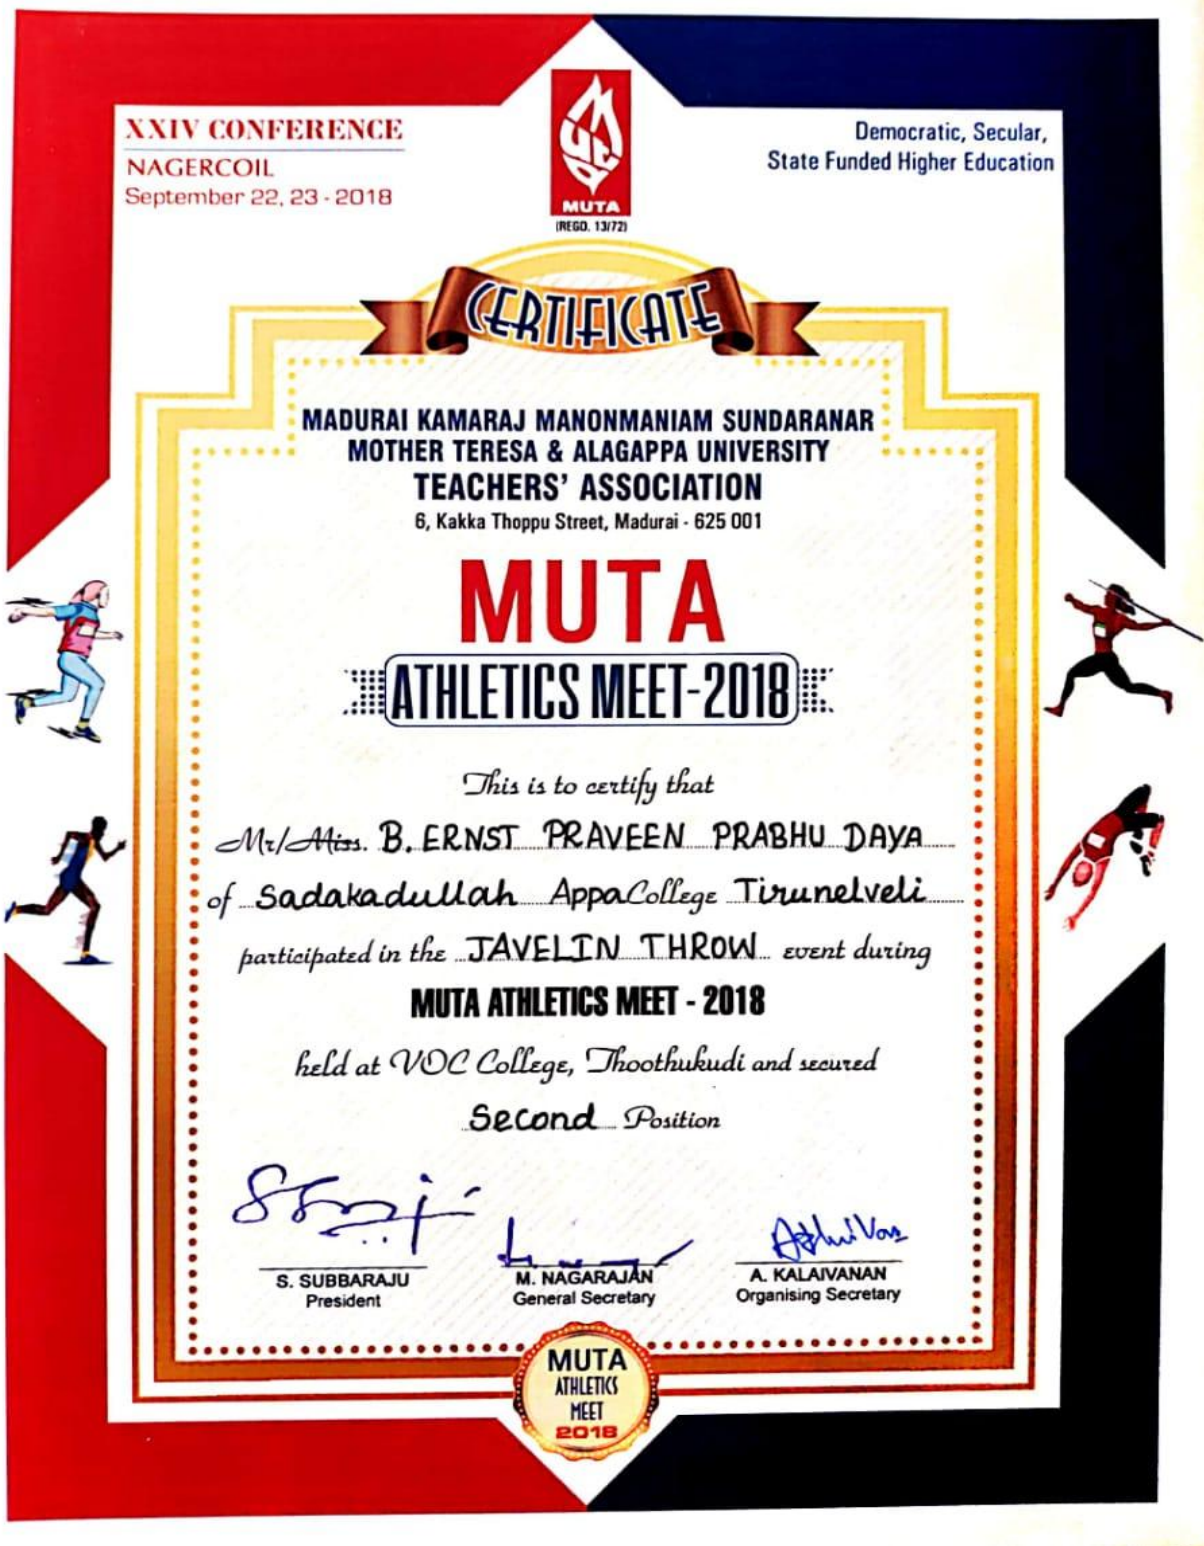 XXIV CONFERENCE
NAGERCOIL
September 22, 23 - 2018
MUTA
MUTA
(REGD. 13/72)
Democratic, Secular,
State Funded Higher Education
CERTIFICATE
MADURAI KAMARAJ MANONMANIAM SUNDARANAR
MOTHER TERESA & ALAGAPPA UNIVERSITY
TEACHERS' ASSOCIATION
6, Kakka Thoppu Street, Madurai - 625 001
MUTA
ATHLETICS MEET-2018
This is to certify that
Mr/Miss. B. ERNST PRAVEEN PRABHU DAYA
of Sadakadullah Appa College Tirunelveli
participated in the JAVELIN THROW event during
MUTA ATHLETICS MEET - 2018
held at VOC College, Thoothukudi and secured
Second Position
S. SUBBARAJU
President
M. NAGARAJAN
General Secretary
A. KALAIVANAN
Organising Secretary
MUTA
ATHLETICS
MEET
2018